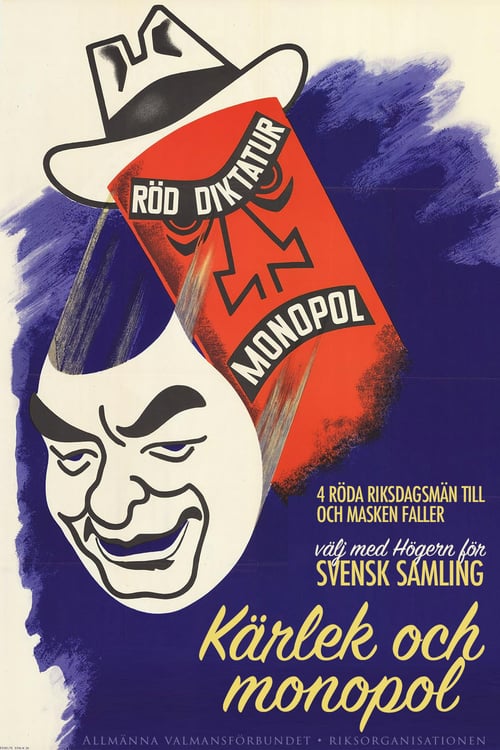 RÖD DIKTATUR
MONOPOL
4 RÖDA RIKSDAGSMÄN TILL
OCH MASKEN FALLER
välj med Högern för
SVENSK SAMLING
Kärlek och
monopol
ALLMÄNNA VALMANSFÖRBUNDET • RIKSORGANISATIONEN